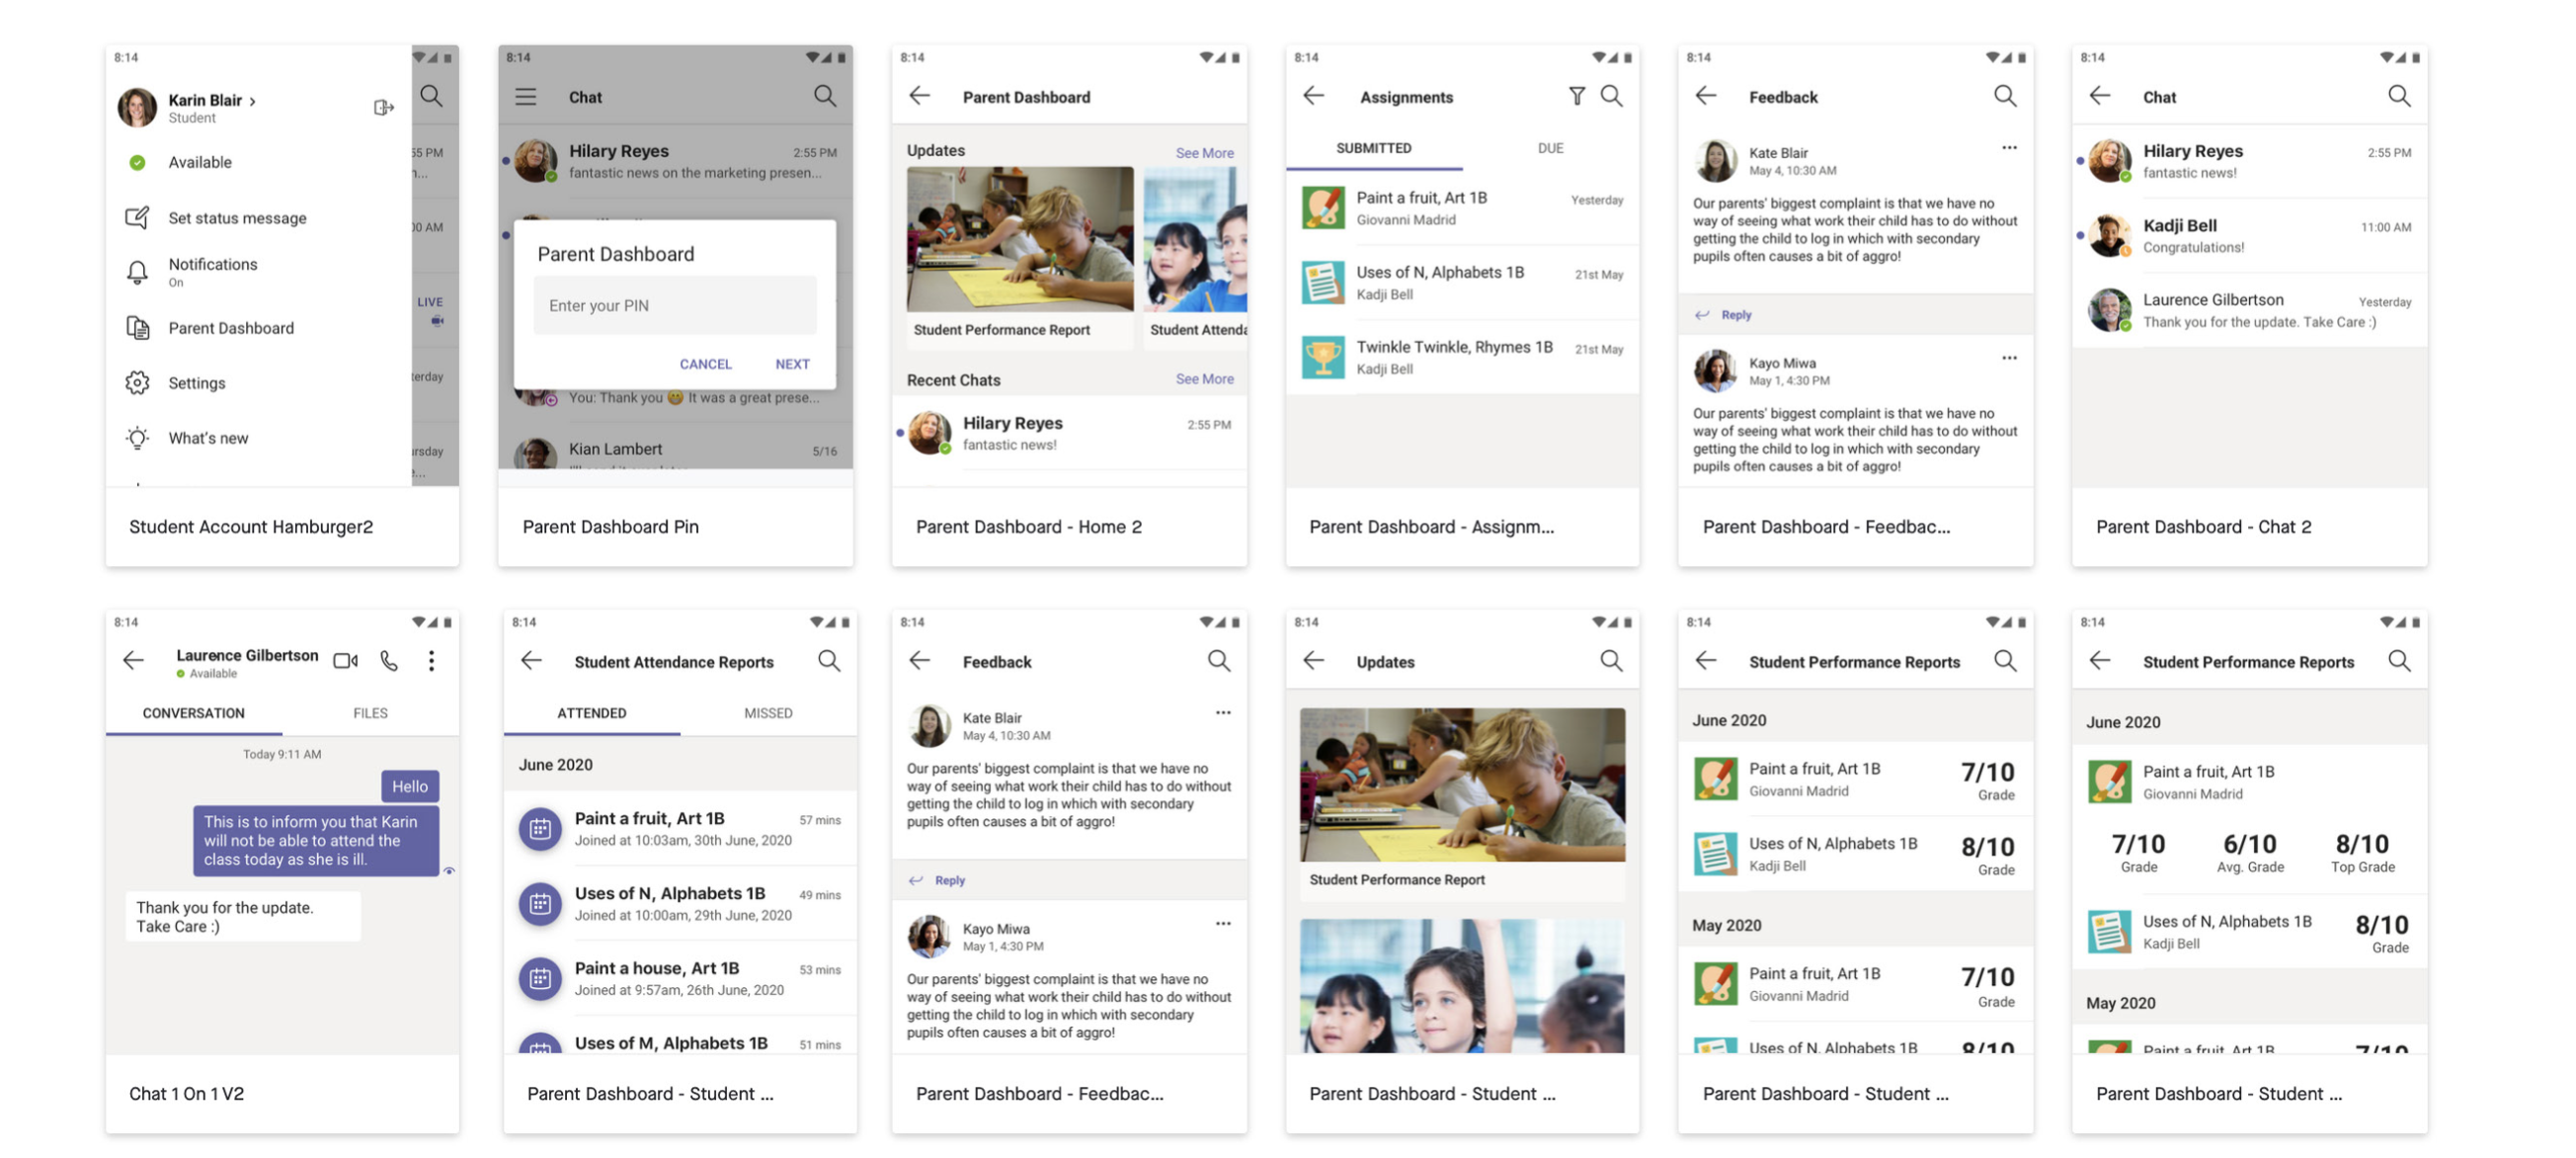 8:14
Karin Blair >
Student
Available
Set status message
Notifications
On
Parent Dashboard
Settings
What's new
55 PM
n...
00 AM
LIVE
terday
ursday
e...
Student Account Hamburger2
8:14
Chat
Hilary Reyes
2:55 PM
fantastic news on the marketing presen...
Parent Dashboard
Enter your PIN
CANCEL
NEXT
You: Thank you 😁 It was a great prese...
Kian Lambert
5/16
Parent Dashboard Pin
8:14
Parent Dashboard
Updates
See More
Student Performance Report
Student Attenda
Recent Chats
See More
Hilary Reyes
2:55 PM
fantastic news!
Parent Dashboard - Home 2
8:14
Assignments
SUBMITTED
DUE
Paint a fruit, Art 1B
Yesterday
Giovanni Madrid
Uses of N, Alphabets 1B
21st May
Kadji Bell
Twinkle Twinkle, Rhymes 1B
21st May
Kadji Bell
Parent Dashboard - Assignm...
8:14
Feedback
Kate Blair
May 4, 10:30 AM
Our parents' biggest complaint is that we have no
way of seeing what work their child has to do without
getting the child to log in which with secondary
pupils often causes a bit of aggro!
Reply
Kayo Miwa
May 1, 4:30 PM
Our parents' biggest complaint is that we have no
way of seeing what work their child has to do without
getting the child to log in which with secondary
pupils often causes a bit of aggro!
Parent Dashboard - Feedbac...
8:14
Chat
Hilary Reyes
2:55 PM
fantastic news!
Kadji Bell
11:00 AM
Congratulations!
Laurence Gilbertson
Yesterday
Thank you for the update. Take Care :)
Parent Dashboard - Chat 2
8:14
Laurence Gilbertson
Available
CONVERSATION
FILES
Today 9:11 AM
Hello
This is to inform you that Karin
will not be able to attend the
class today as she is ill.
Thank you for the update.
Take Care :)
Chat 1 On 1 V2
8:14
Student Attendance Reports
ATTENDED
MISSED
June 2020
Paint a fruit, Art 1B
57 mins
Joined at 10:03am, 30th June, 2020
Uses of N, Alphabets 1B
49 mins
Joined at 10:00am, 29th June, 2020
Paint a house, Art 1B
53 mins
Joined at 9:57am, 26th June, 2020
Uses of M, Alphabets 1B
51 mins
Parent Dashboard - Student ...
8:14
Feedback
Kate Blair
May 4, 10:30 AM
Our parents' biggest complaint is that we have no
way of seeing what work their child has to do without
getting the child to log in which with secondary
pupils often causes a bit of aggro!
Reply
Kayo Miwa
May 1, 4:30 PM
Our parents' biggest complaint is that we have no
way of seeing what work their child has to do without
getting the child to log in which with secondary
pupils often causes a bit of aggro!
Parent Dashboard - Feedbac...
8:14
Updates
Student Performance Report
Parent Dashboard - Student ...
8:14
Student Performance Reports
June 2020
Paint a fruit, Art 1B
7/10
Giovanni Madrid
Grade
Uses of N, Alphabets 1B
8/10
Kadji Bell
Grade
May 2020
Paint a fruit, Art 1B
7/10
Giovanni Madrid
Grade
Uses of N, Alphabets 1B
8/10
Parent Dashboard - Student ...
8:14
Student Performance Reports
June 2020
Paint a fruit, Art 1B
Giovanni Madrid
7/10
6/10
8/10
Grade
Avg. Grade
Top Grade
Uses of N, Alphabets 1B
8/10
Kadji Bell
Grade
May 2020
Paint a fruit, Art 1B
7/10
Parent Dashboard - Student ...